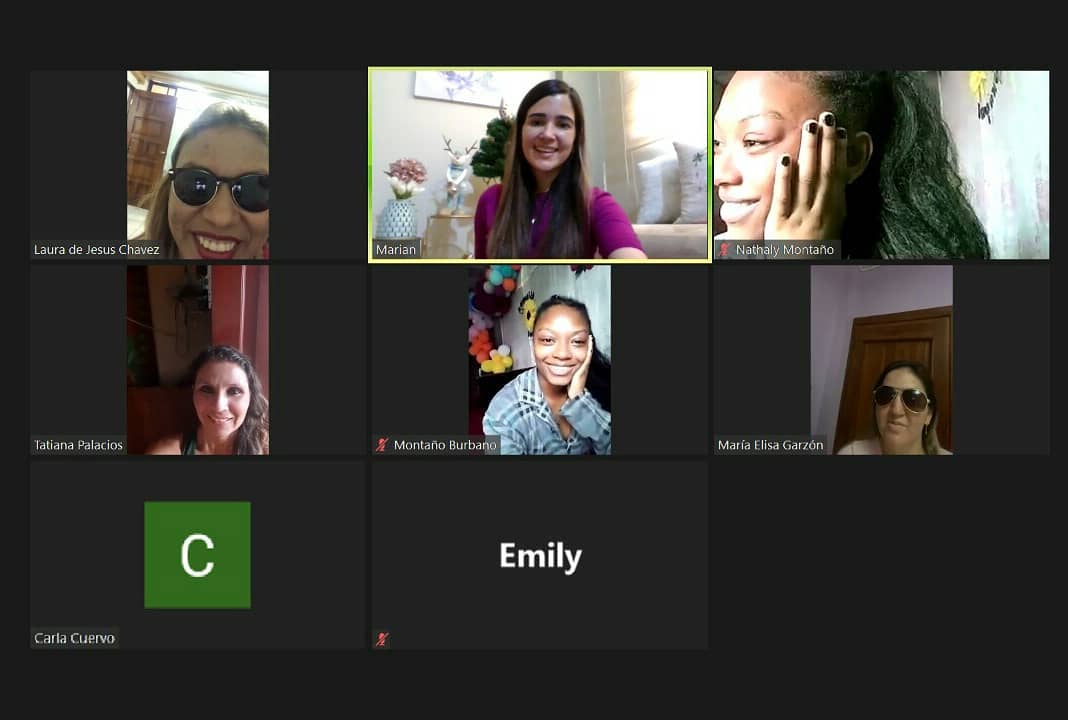 Laura de Jesus Chavez
Marian
Nathaly Montaño
Tatiana Palacios
Montaño Burbano
María Elisa Garzón
C
Carla Cuervo
Emily